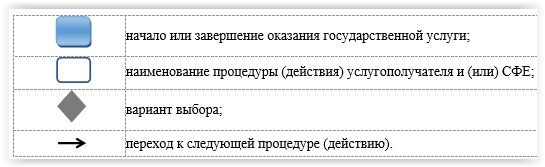 начало или завершение оказания государственной услуги;
наименование процедуры (действия) услугополучателя и (или) СФЕ;
вариант выбора;
переход к следующей процедуре (действию).